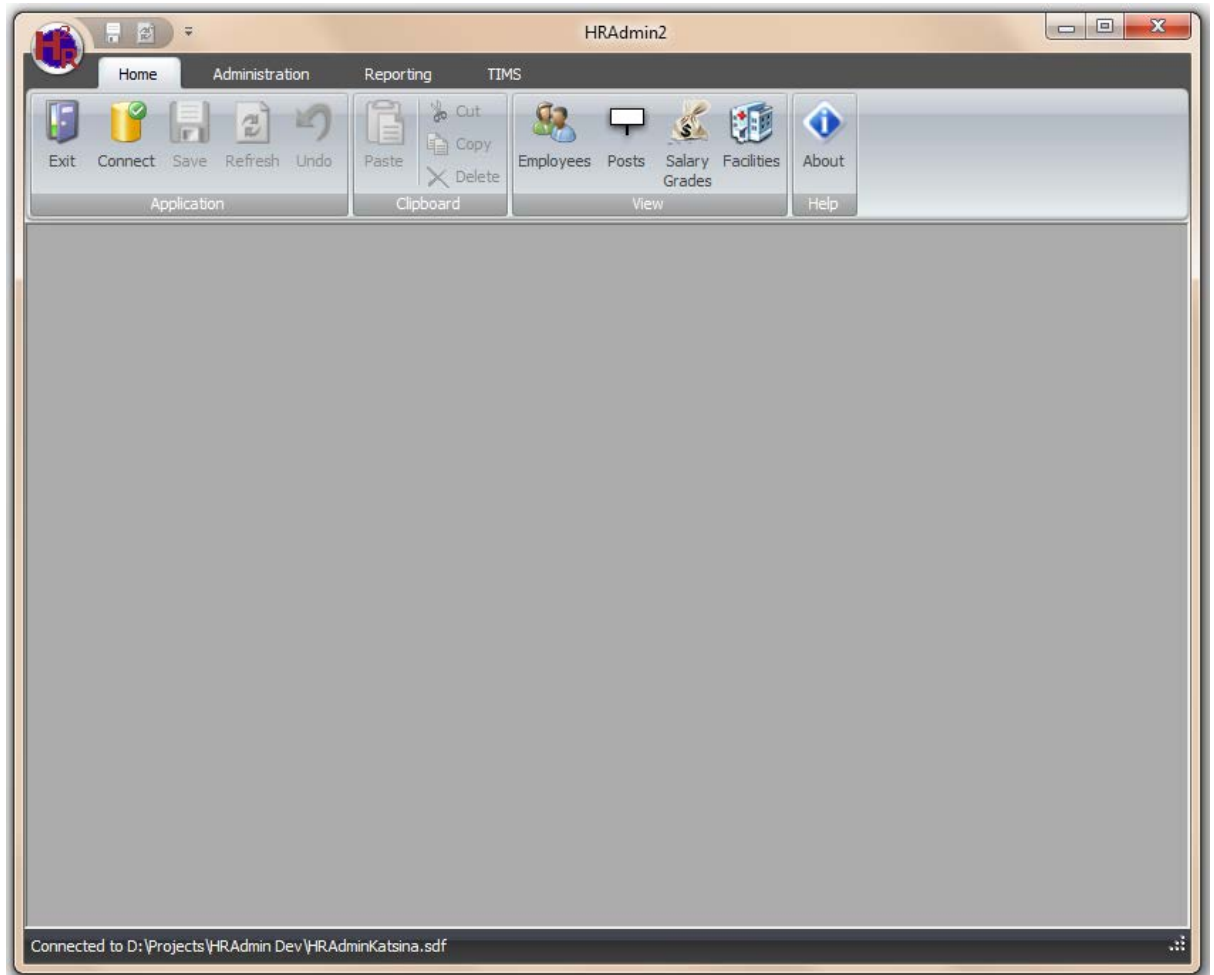 HRAdmin2
HR
Home Administration Reporting TIMS
Exit Connect Save Refresh Undo Paste Cut Copy Delete Employees Posts Salary Grades Facilities About
Application Clipboard View Help
Connected to D:\Projects\HRAdmin Dev\HRAdminKatsina.sdf